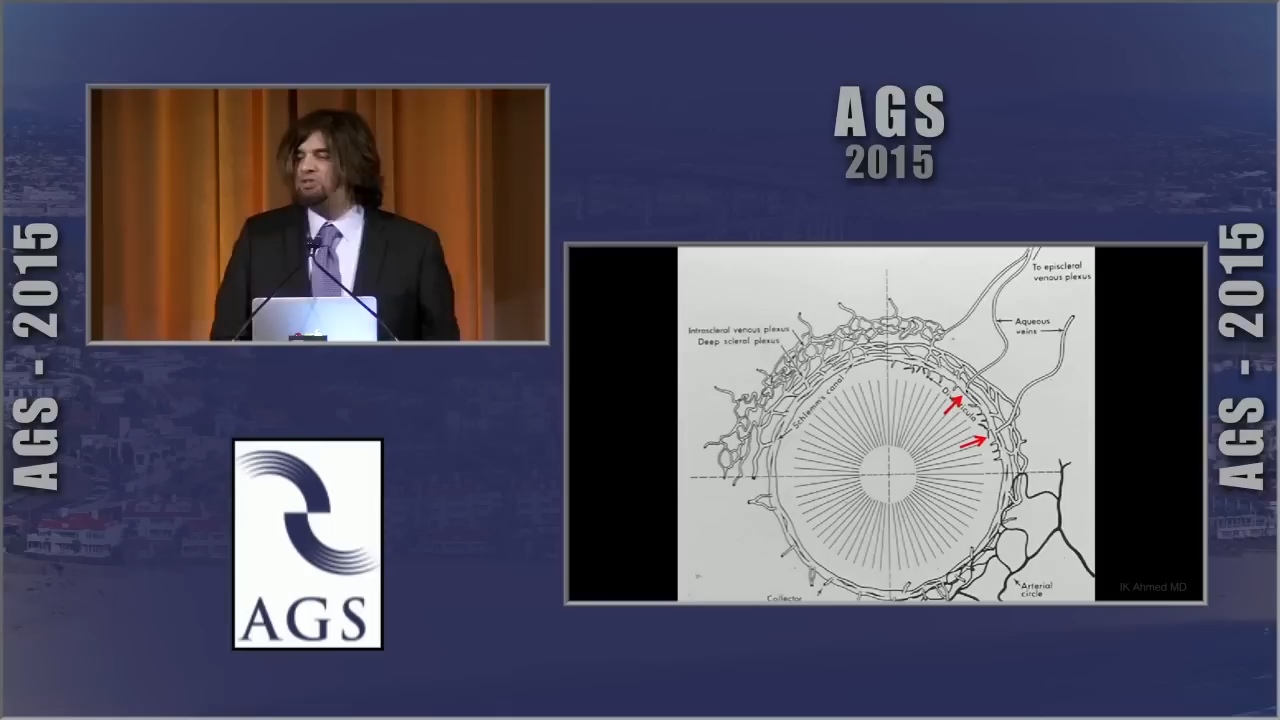 AGS
2015
AGS - 2015
AGS - 2015
AGS
To episcleral
venous plexus
Aqueous
veins
Intrascleral venous plexus
Deep scleral plexus
Schlemm's canal
Collector
Arterial
circle
IK Ahmed MD